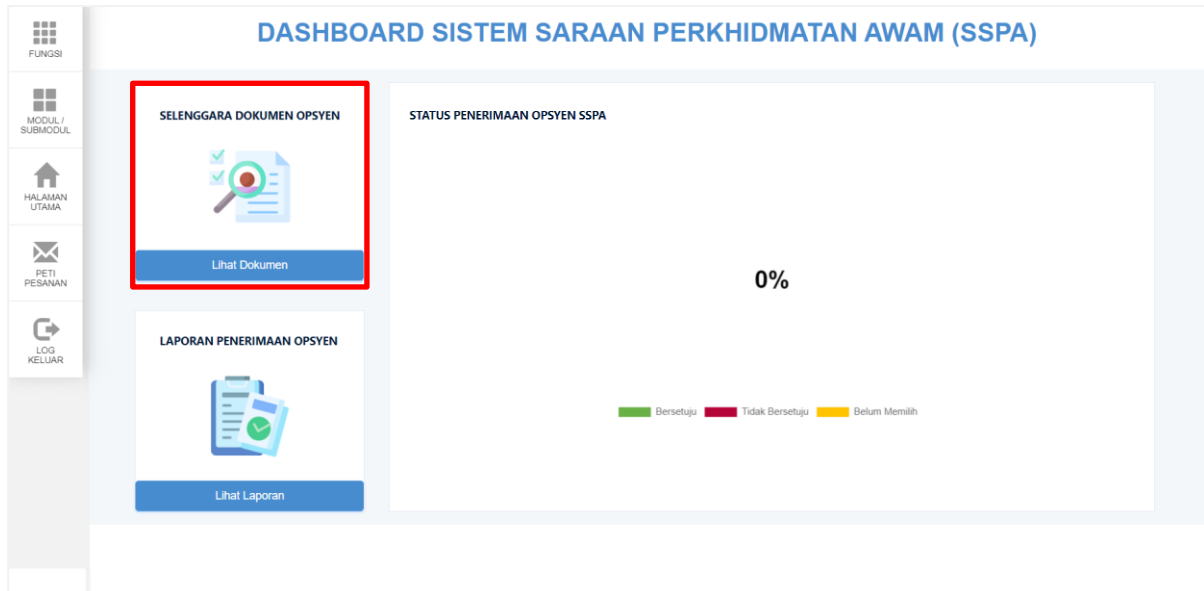 DASHBOARD SISTEM SARAAN PERKHIDMATAN AWAM (SSPA)
FUNGSI
MODUL /
SUBMODUL
HALAMAN
UTAMA
PETI
PESANAN
LOG
KELUAR
SELENGGARA DOKUMEN OPSYEN
Lihat Dokumen
LAPORAN PENERIMAAN OPSYEN
Lihat Laporan
STATUS PENERIMAAN OPSYEN SSPA
0%
Bersetuju Tidak Bersetuju Belum Memilih